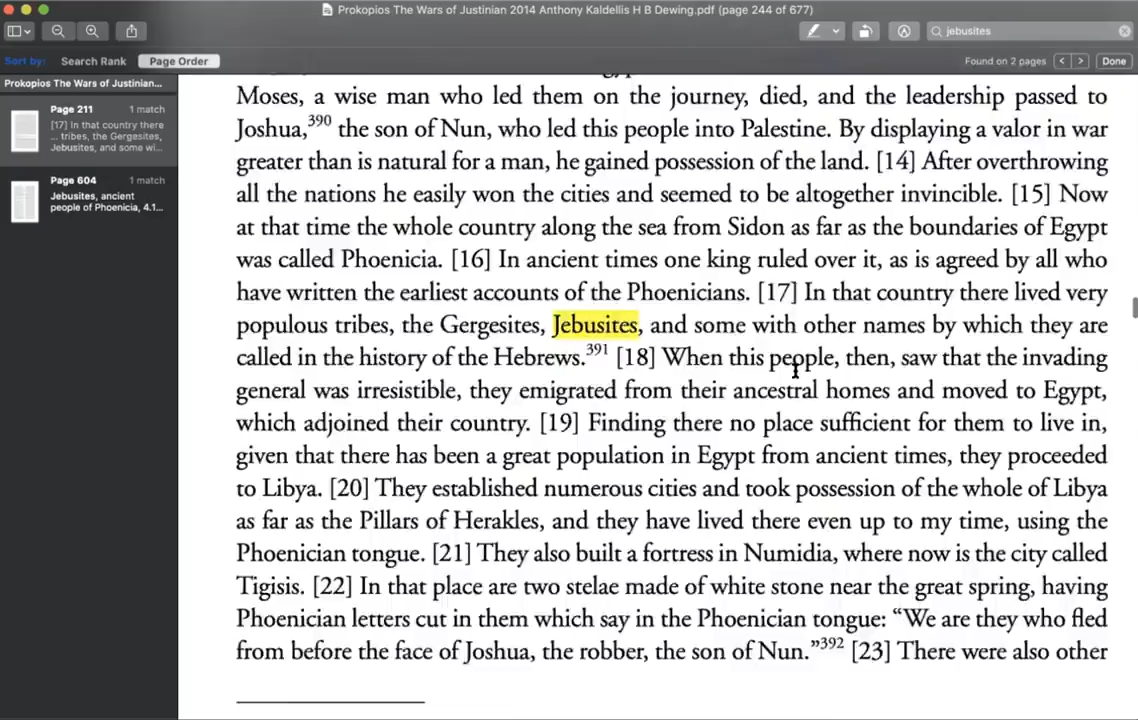 Prokopios The Wars of Justinian 2014 Anthony Kaldellis H B Dewing.pdf (page 244 of 677)
jebusites
Sort by: Search Rank Page Order Found on 2 pages Done
Prokopios The Wars of Justinian...
Page 211 1 match
[17] In that country there
... tribes, the Gergesites,
Jebusites, and some wi...
Page 604 1 match
Jebusites, ancient
people of Phoenicia, 4.1...
Moses, a wise man who led them on the journey, died, and the leadership passed to
Joshua,390 the son of Nun, who led this people into Palestine. By displaying a valor in war
greater than is natural for a man, he gained possession of the land. [14] After overthrowing
all the nations he easily won the cities and seemed to be altogether invincible. [15] Now
at that time the whole country along the sea from Sidon as far as the boundaries of Egypt
was called Phoenicia. [16] In ancient times one king ruled over it, as is agreed by all who
have written the earliest accounts of the Phoenicians. [17] In that country there lived very
populous tribes, the Gergesites, Jebusites, and some with other names by which they are
called in the history of the Hebrews.391 [18] When this people, then, saw that the invading
general was irresistible, they emigrated from their ancestral homes and moved to Egypt,
which adjoined their country. [19] Finding there no place sufficient for them to live in,
given that there has been a great population in Egypt from ancient times, they proceeded
to Libya. [20] They established numerous cities and took possession of the whole of Libya
as far as the Pillars of Herakles, and they have lived there even up to my time, using the
Phoenician tongue. [21] They also built a fortress in Numidia, where now is the city called
Tigisis. [22] In that place are two stelae made of white stone near the great spring, having
Phoenician letters cut in them which say in the Phoenician tongue: “We are they who fled
from before the face of Joshua, the robber, the son of Nun.”392 [23] There were also other